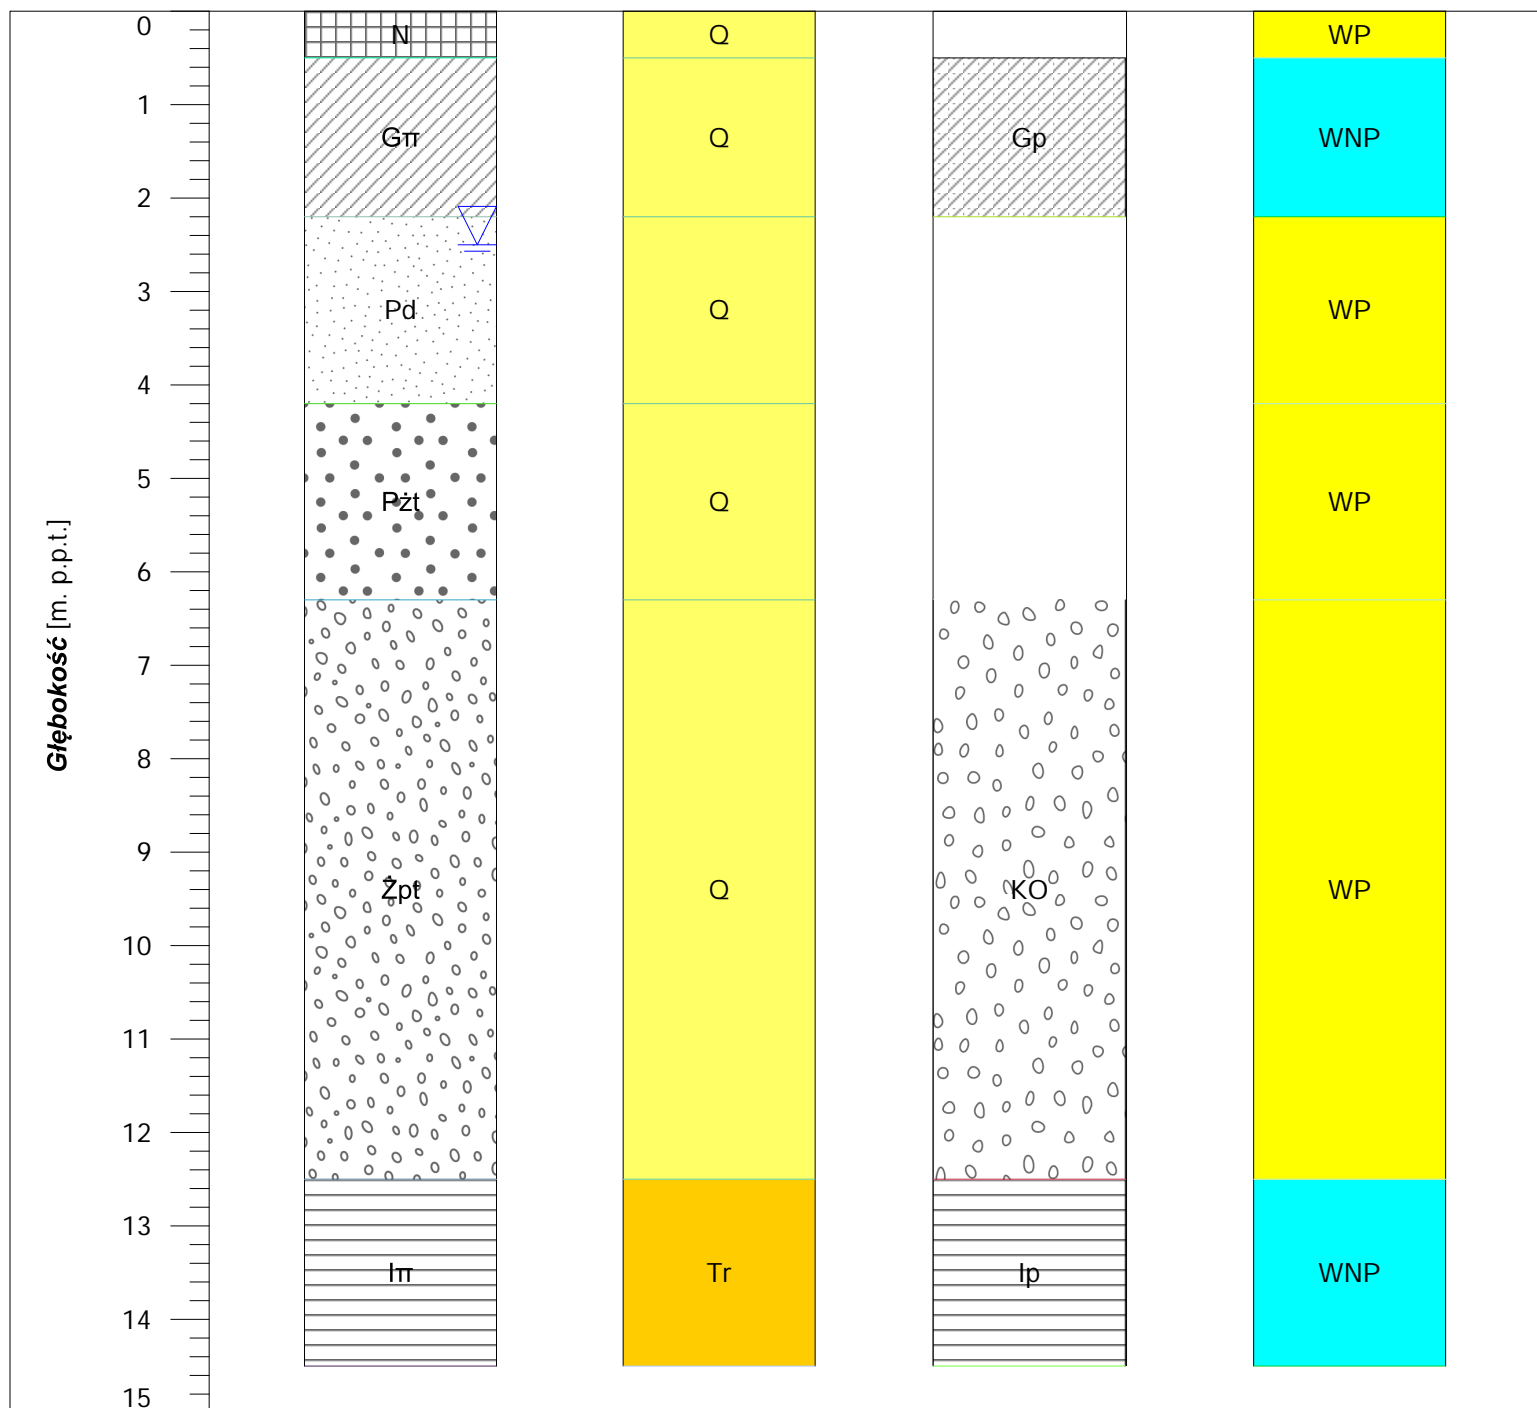 0
N Q WP
1
Gπ Q Gp WNP
2
3
Pd Q WP
4
5
Pżt Q WP
6
Głębokość [m. p.p.t.]
7
8
9
Żpt Q KO WP
10
11
12
13
Iπ Tr Ip WNP
14
15